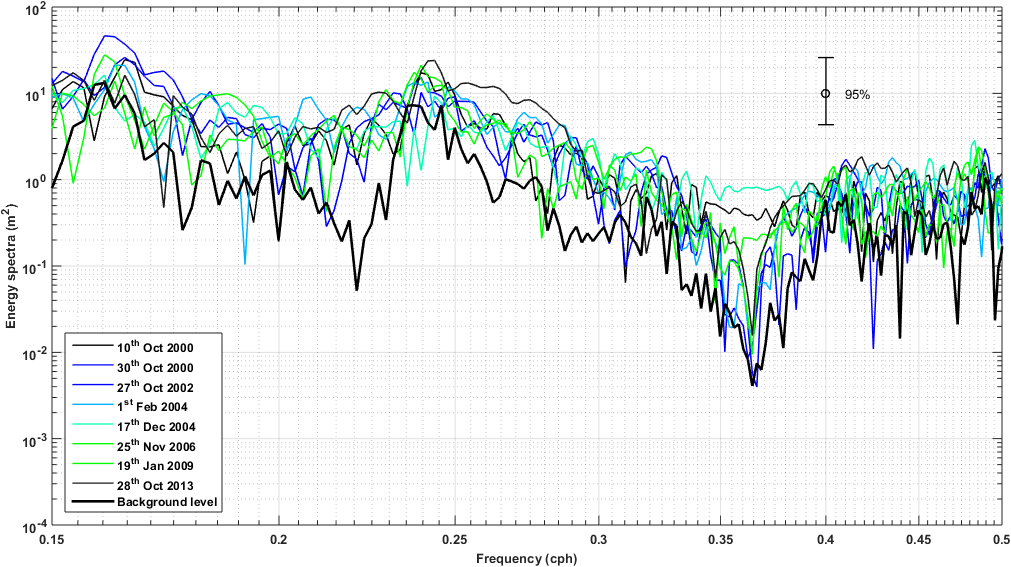 10²
10¹
10⁰
10⁻¹
10⁻²
10⁻³
10⁻⁴
Energy spectra (m²)
95%
10th Oct 2000
30th Oct 2000
27th Oct 2002
1st Feb 2004
17th Dec 2004
25th Nov 2006
19th Jan 2009
28th Oct 2013
Background level
0.15 0.2 0.25 0.3 0.35 0.4 0.45 0.5
Frequency (cph)